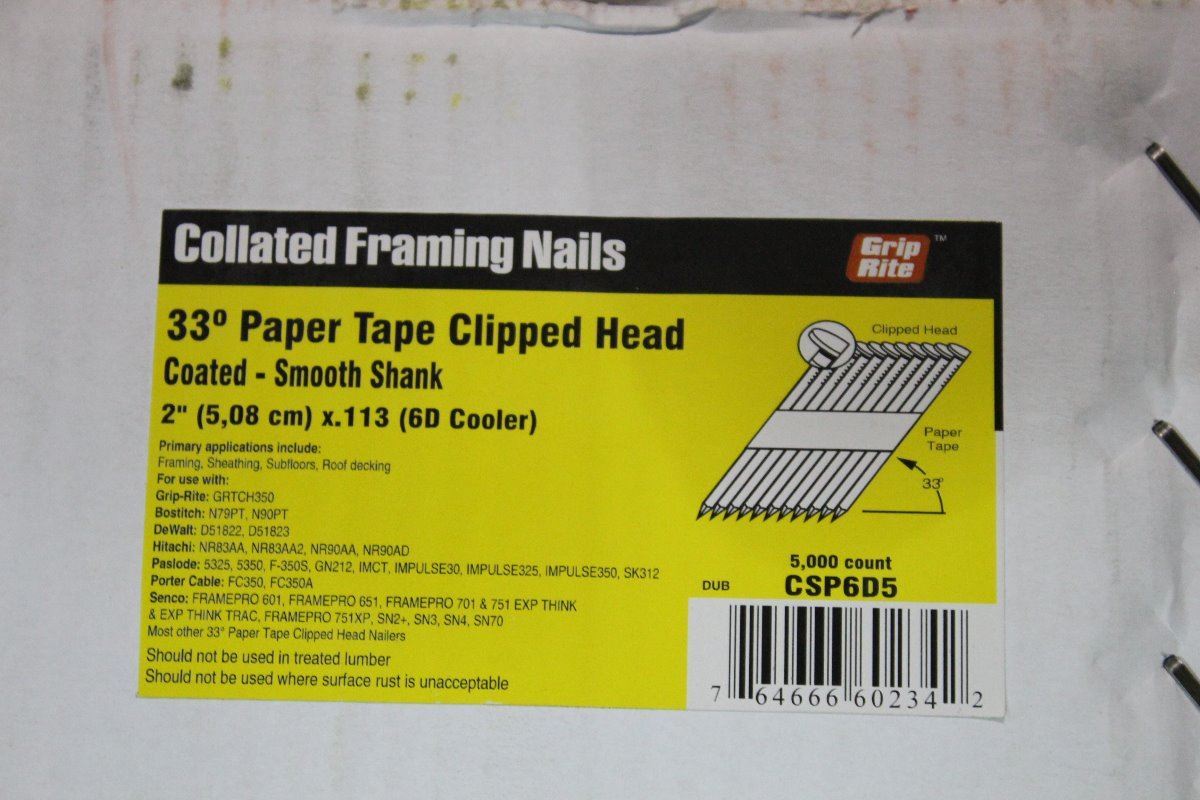 Collated Framing Nails
Grip Rite™
33º Paper Tape Clipped Head
Coated - Smooth Shank
2" (5,08 cm) x.113 (6D Cooler)
Primary applications include:
Framing, Sheathing, Subfloors, Roof decking
For use with:
Grip-Rite: GRTCH350
Bostitch: N79PT, N90PT
DeWalt: D51822, D51823
Hitachi: NR83AA, NR83AA2, NR90AA, NR90AD
Paslode: 5325, 5350, F-350S, GN212, IMCT, IMPULSE30, IMPULSE325, IMPULSE350, SK312
Porter Cable: FC350, FC350A
Senco: FRAMEPRO 601, FRAMEPRO 651, FRAMEPRO 701 & 751 EXP THINK
& EXP THINK TRAC, FRAMEPRO 751XP, SN2+, SN3, SN4, SN70
Most other 33° Paper Tape Clipped Head Nailers
Should not be used in treated lumber
Should not be used where surface rust is unacceptable
Clipped Head
Paper
Tape
33°
5,000 count
DUB CSP6D5
7 64666 60234 2